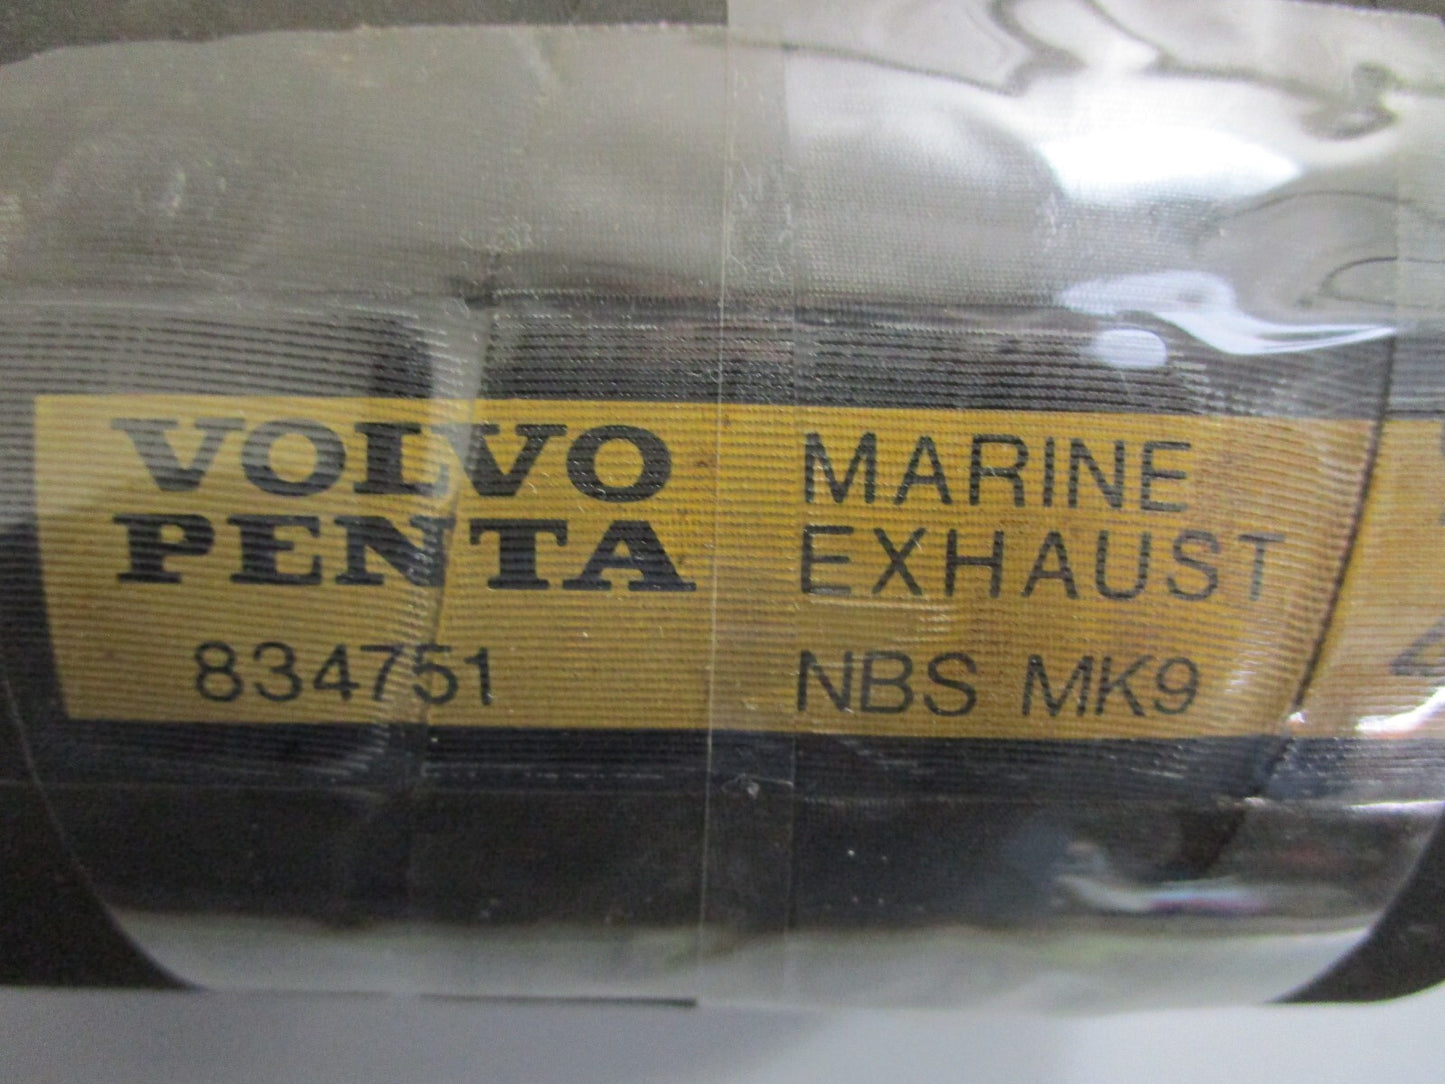 VOLVO
PENTA
834751
MARINE
EXHAUST
NBS MK9